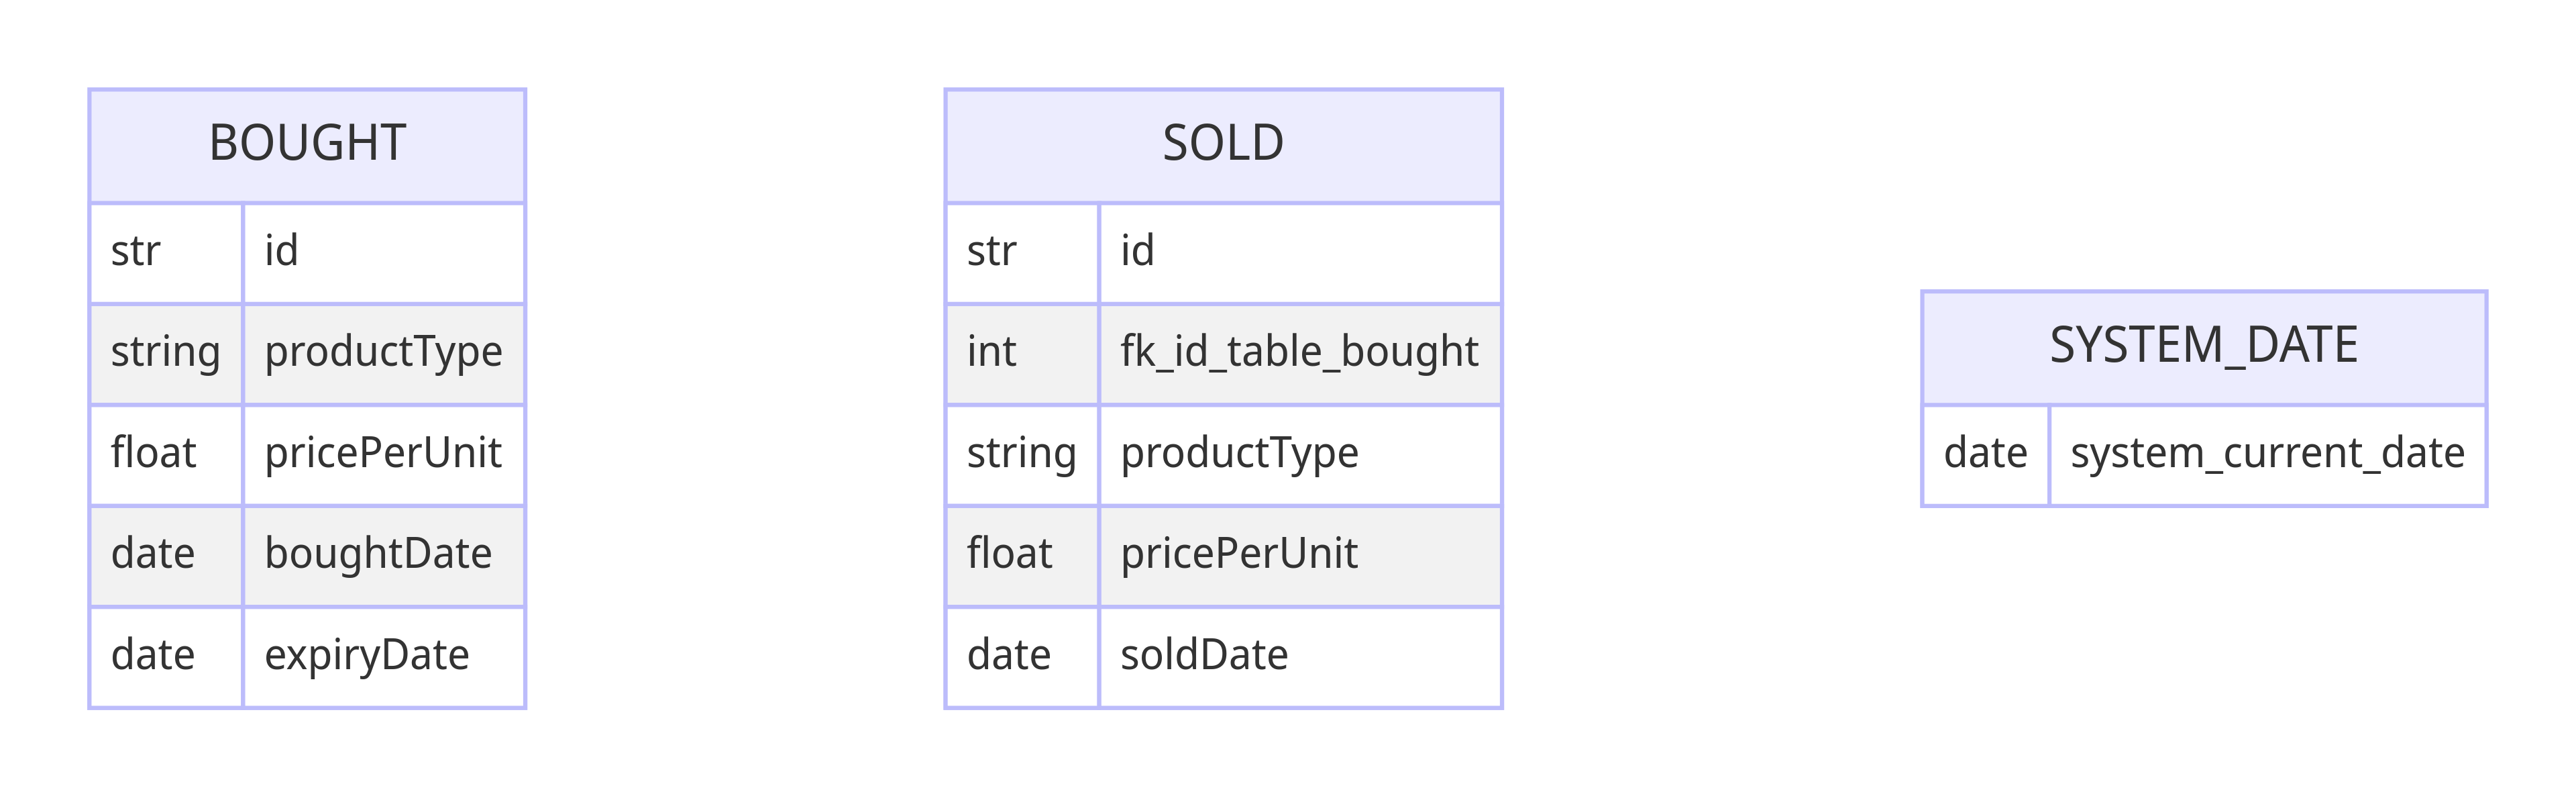 BOUGHT
str id
string productType
float pricePerUnit
date boughtDate
date expiryDate
SOLD
str id
int fk_id_table_bought
string productType
float pricePerUnit
date soldDate
SYSTEM_DATE
date system_current_date